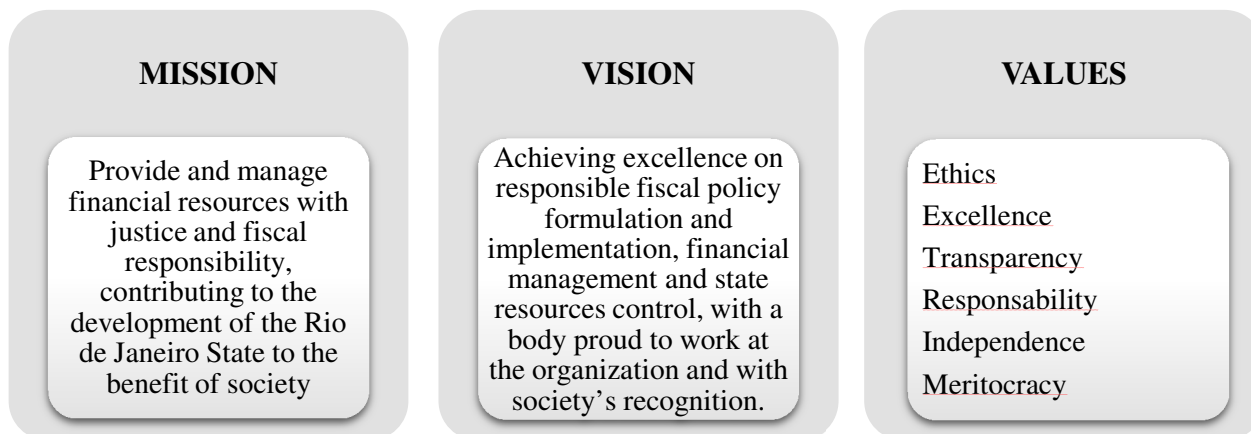 MISSION
Provide and manage
financial resources with
justice and fiscal
responsibility,
contributing to the
development of the Rio
de Janeiro State to the
benefit of society
VISION
Achieving excellence on
responsible fiscal policy
formulation and
implementation, financial
management and state
resources control, with a
body proud to work at
the organization and with
society’s recognition.
VALUES
Ethics
Excellence
Transparency
Responsability
Independence
Meritocracy